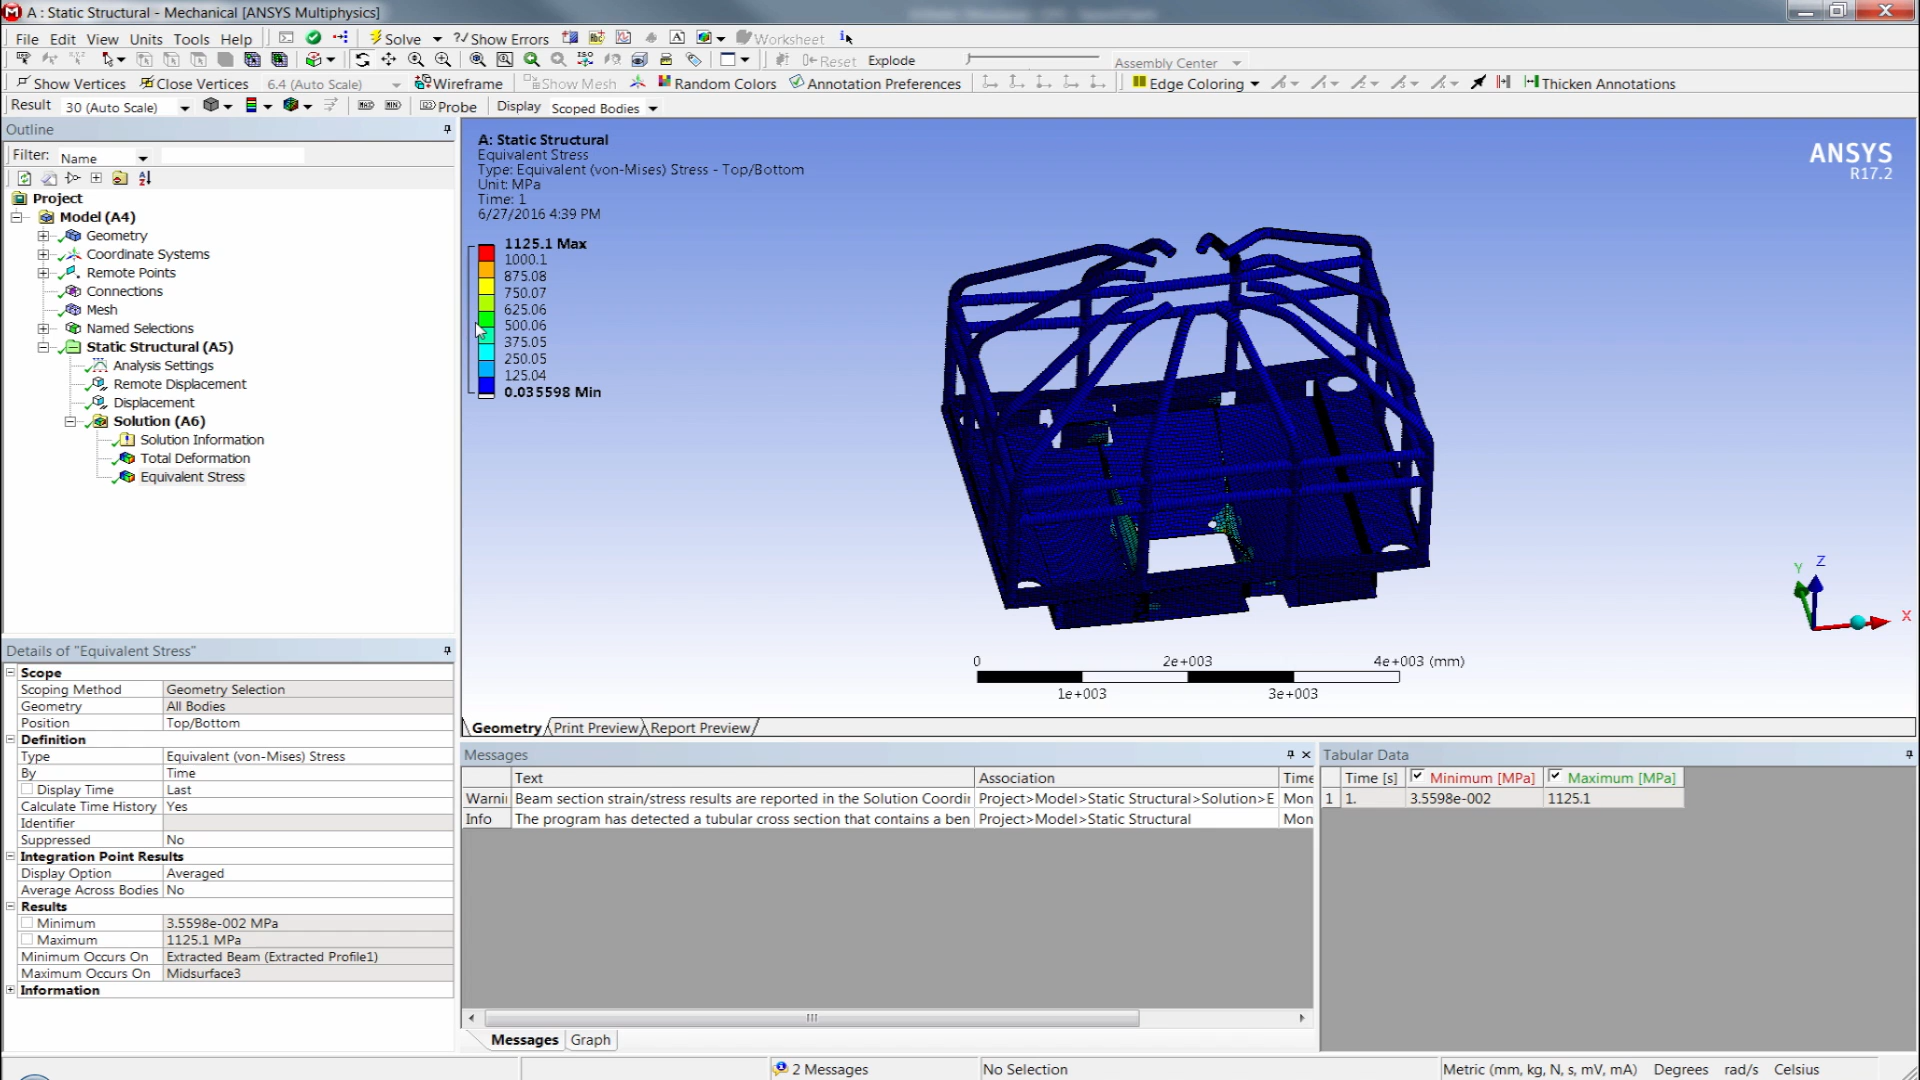 A : Static Structural - Mechanical [ANSYS Multiphysics]
File Edit View Units Tools Help Solve ?/ Show Errors Worksheet i
Reset Explode Assembly Center
Show Vertices Close Vertices 6.4 (Auto Scale) Wireframe Show Mesh Random Colors Annotation Preferences Edge Coloring Thicken Annotations
Result 30 (Auto Scale) MAX MIN Probe Display Scoped Bodies
Outline
Filter: Name
Project
Model (A4)
Geometry
Coordinate Systems
Remote Points
Connections
Mesh
Named Selections
Static Structural (A5)
Analysis Settings
Remote Displacement
Displacement
Solution (A6)
Solution Information
Total Deformation
Equivalent Stress
Details of "Equivalent Stress"
Scope
Scoping Method Geometry Selection
Geometry All Bodies
Position Top/Bottom
Definition
Type Equivalent (von-Mises) Stress
By Time
Display Time Last
Calculate Time History Yes
Identifier
Suppressed No
Integration Point Results
Display Option Averaged
Average Across Bodies No
Results
Minimum 3.5598e-002 MPa
Maximum 1125.1 MPa
Minimum Occurs On Extracted Beam (Extracted Profile1)
Maximum Occurs On Midsurface3
Information
A: Static Structural
Equivalent Stress
Type: Equivalent (von-Mises) Stress - Top/Bottom
Unit: MPa
Time: 1
6/27/2016 4:39 PM
1125.1 Max
1000.1
875.08
750.07
625.06
500.06
375.05
250.05
125.04
0.035598 Min
ANSYS
R17.2
Z
Y
X
0 2e+003 4e+003 (mm)
1e+003 3e+003
Geometry Print Preview Report Preview
Messages
Text Association Time
Warni Beam section strain/stress results are reported in the Solution Coordin Project>Model>Static Structural>Solution>E Mon
Info The program has detected a tubular cross section that contains a ben Project>Model>Static Structural Mon
Messages Graph
Tabular Data
Time [s] Minimum [MPa] Maximum [MPa]
1 1. 3.5598e-002 1125.1
2 Messages No Selection Metric (mm, kg, N, s, mV, mA) Degrees rad/s Celsius